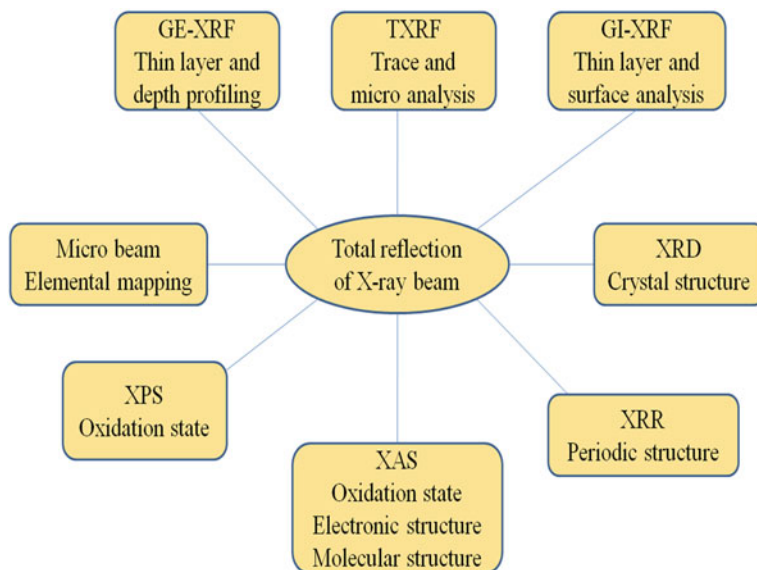 GE-XRF
Thin layer and
depth profiling
TXRF
Trace and
micro analysis
GI-XRF
Thin layer and
surface analysis
Micro beam
Elemental mapping
Total reflection
of X-ray beam
XRD
Crystal structure
XPS
Oxidation state
XAS
Oxidation state
Electronic structure
Molecular structure
XRR
Periodic structure